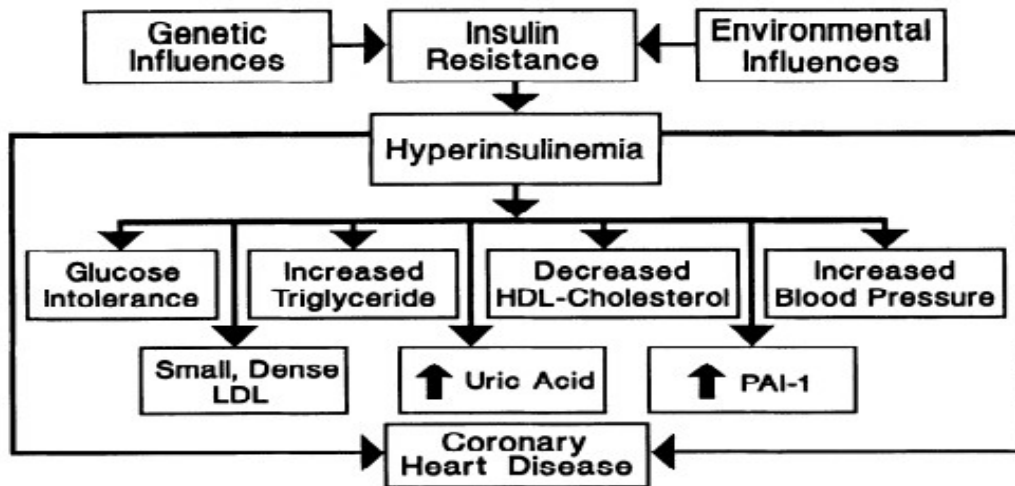 Genetic
Influences
Insulin
Resistance
Environmental
Influences
Hyperinsulinemia
Glucose
Intolerance
Increased
Triglyceride
Decreased
HDL-Cholesterol
Increased
Blood Pressure
Small, Dense
LDL
Uric Acid
PAI-1
Coronary
Heart Disease